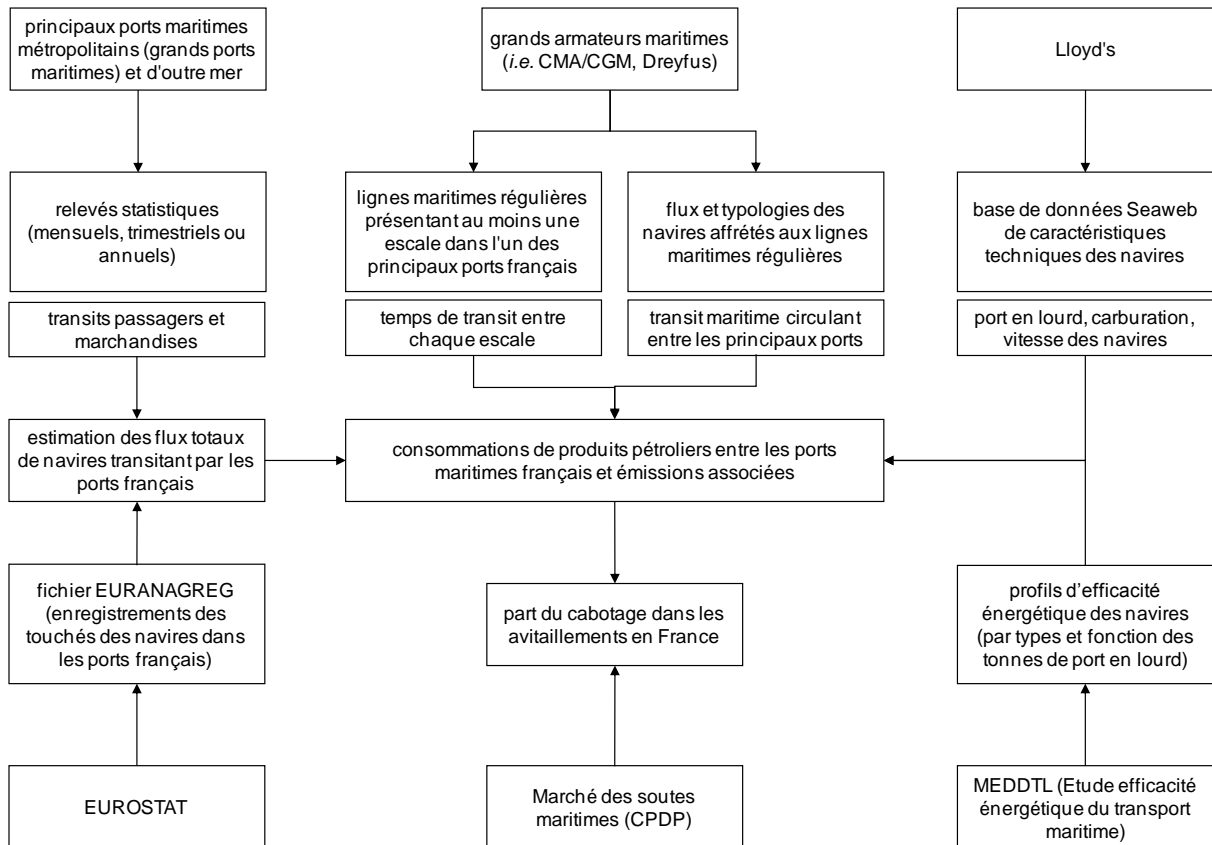 principaux ports maritimes
métropolitains (grands ports
maritimes) et d'outre mer
grands armateurs maritimes
(i.e. CMA/CGM, Dreyfus)
Lloyd's
relevés statistiques
(mensuels, trimestriels ou
annuels)
lignes maritimes régulières
présentant au moins une
escale dans l'un des
principaux ports français
flux et typologies des
navires affrétés aux lignes
maritimes régulières
base de données Seaweb
de caractéristiques
techniques des navires
transits passagers et
marchandises
temps de transit entre
chaque escale
transit maritime circulant
entre les principaux ports
port en lourd, carburation,
vitesse des navires
estimation des flux totaux
de navires transitant par les
ports français
consommations de produits pétroliers entre les ports
maritimes français et émissions associées
fichier EURANAGREG
(enregistrements des
touchés des navires dans
les ports français)
part du cabotage dans les
avitaillements en France
profils d’efficacité
énergétique des navires
(par types et fonction des
tonnes de port en lourd)
EUROSTAT
Marché des soutes
maritimes (CPDP)
MEDDTL (Etude efficacité
énergétique du transport
maritime)